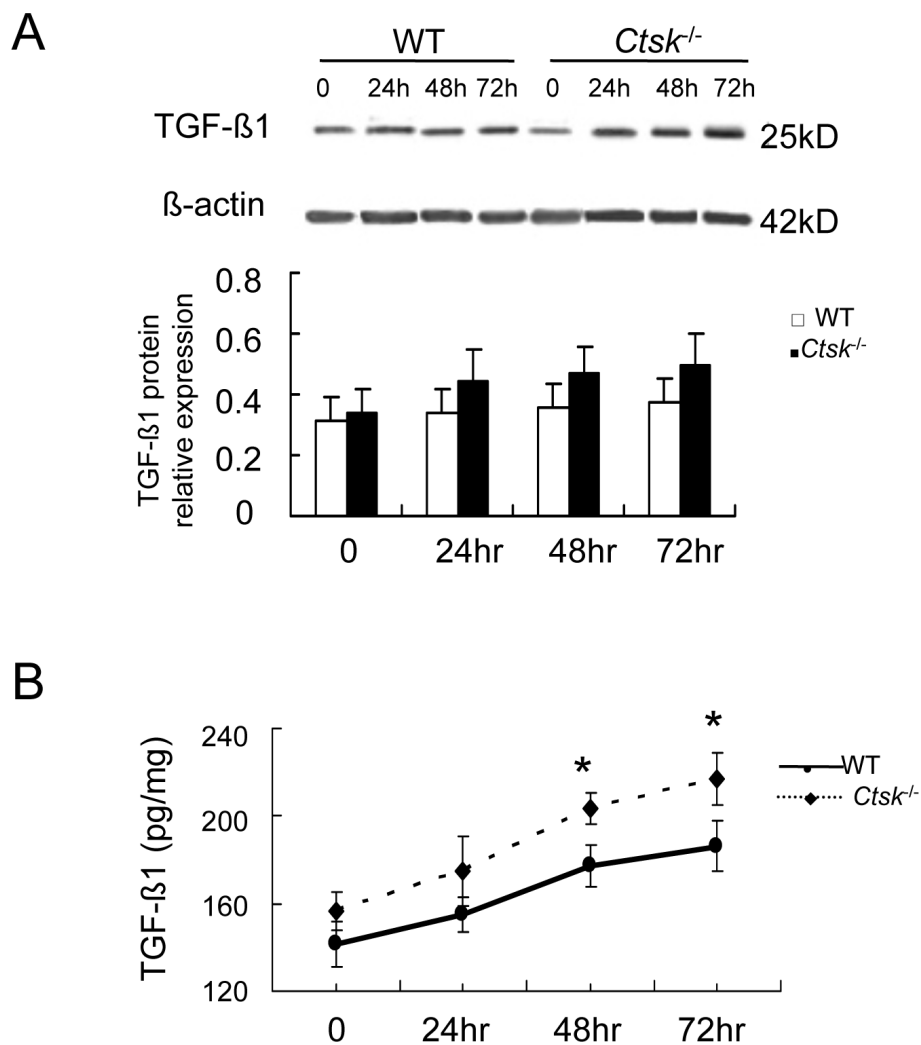 A
WT Ctsk-/-
0 24h 48h 72h 0 24h 48h 72h
TGF-ß1 25kD
ß-actin 42kD
TGF-ß1 protein
relative expression
0.8
0.6
0.4
0.2
0
0 24hr 48hr 72hr
WT
Ctsk-/-
B
TGF-ß1 (pg/mg)
240
200
160
120
* *
0 24hr 48hr 72hr
WT
Ctsk-/-